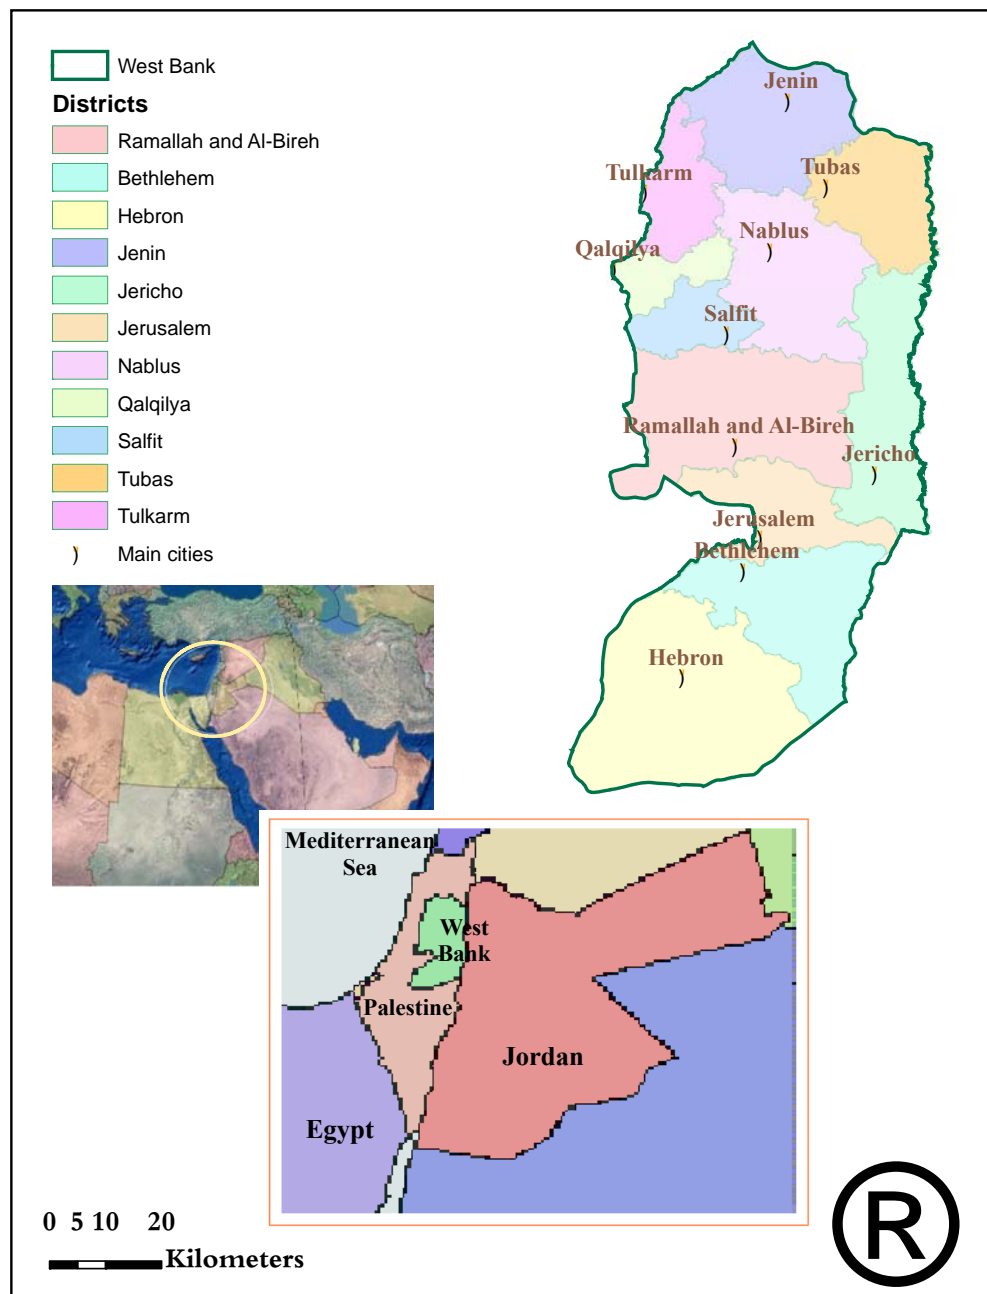 West Bank
Districts
Ramallah and Al-Bireh
Bethlehem
Hebron
Jenin
Jericho
Jerusalem
Nablus
Qalqilya
Salfit
Tubas
Tulkarm
) Main cities
Jenin
)
Tulkarm
)
Tubas
)
Qalqilya
)
Nablus
)
Salfit
)
Ramallah and Al-Bireh
)
Jericho
)
Jerusalem
)
Bethlehem
)
Hebron
)
Mediterranean
Sea
West
Bank
Palestine
Jordan
Egypt
0 5 10 20
Kilometers
®